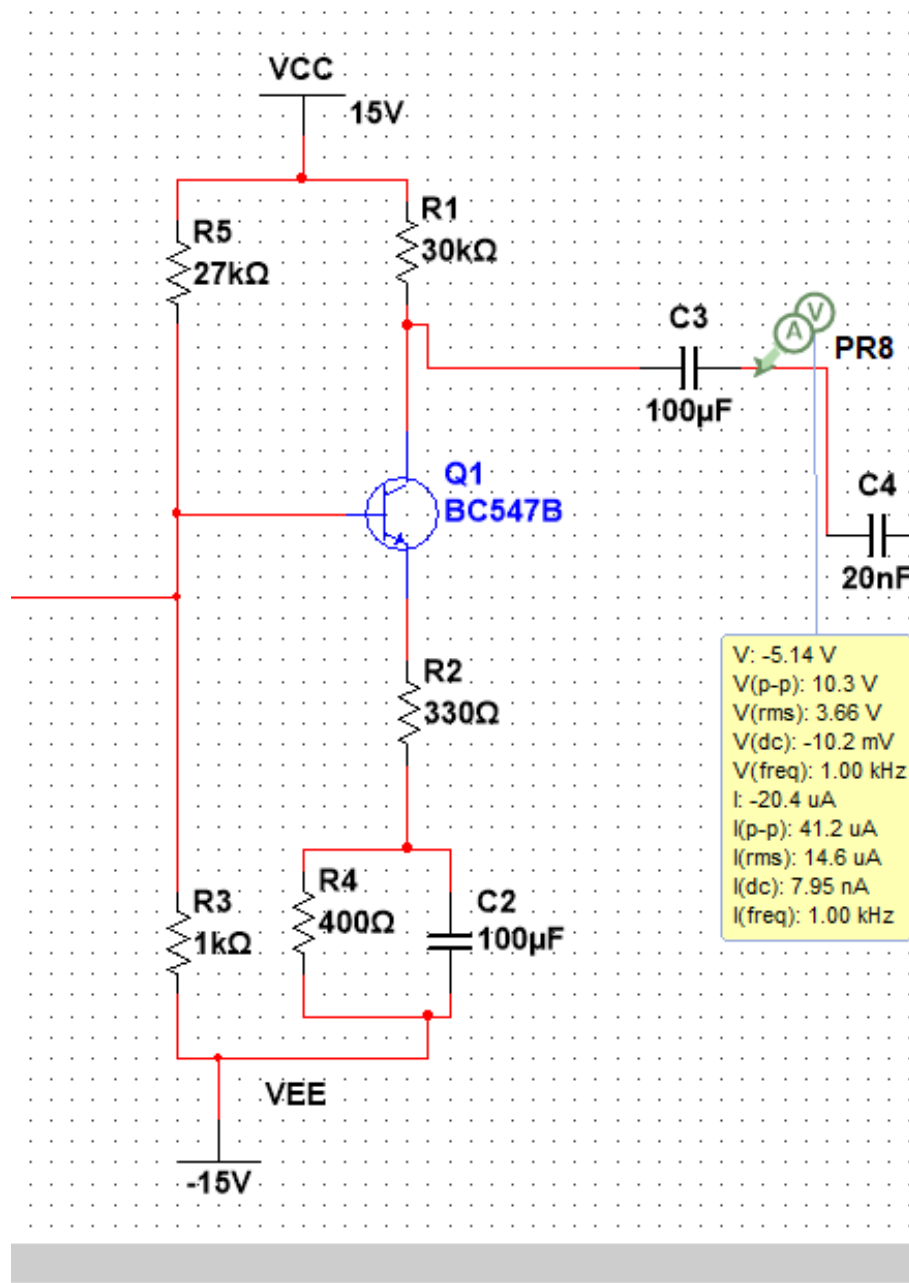 VCC
15V
R5
27kΩ
R1
30kΩ
C3
100µF
A
V
PR8
Q1
BC547B
C4
20nF
R2
330Ω
V: -5.14 V
V(p-p): 10.3 V
V(rms): 3.66 V
V(dc): -10.2 mV
V(freq): 1.00 kHz
I: -20.4 uA
I(p-p): 41.2 uA
I(rms): 14.6 uA
I(dc): 7.95 nA
I(freq): 1.00 kHz
R3
1kΩ
R4
400Ω
C2
100µF
VEE
-15V